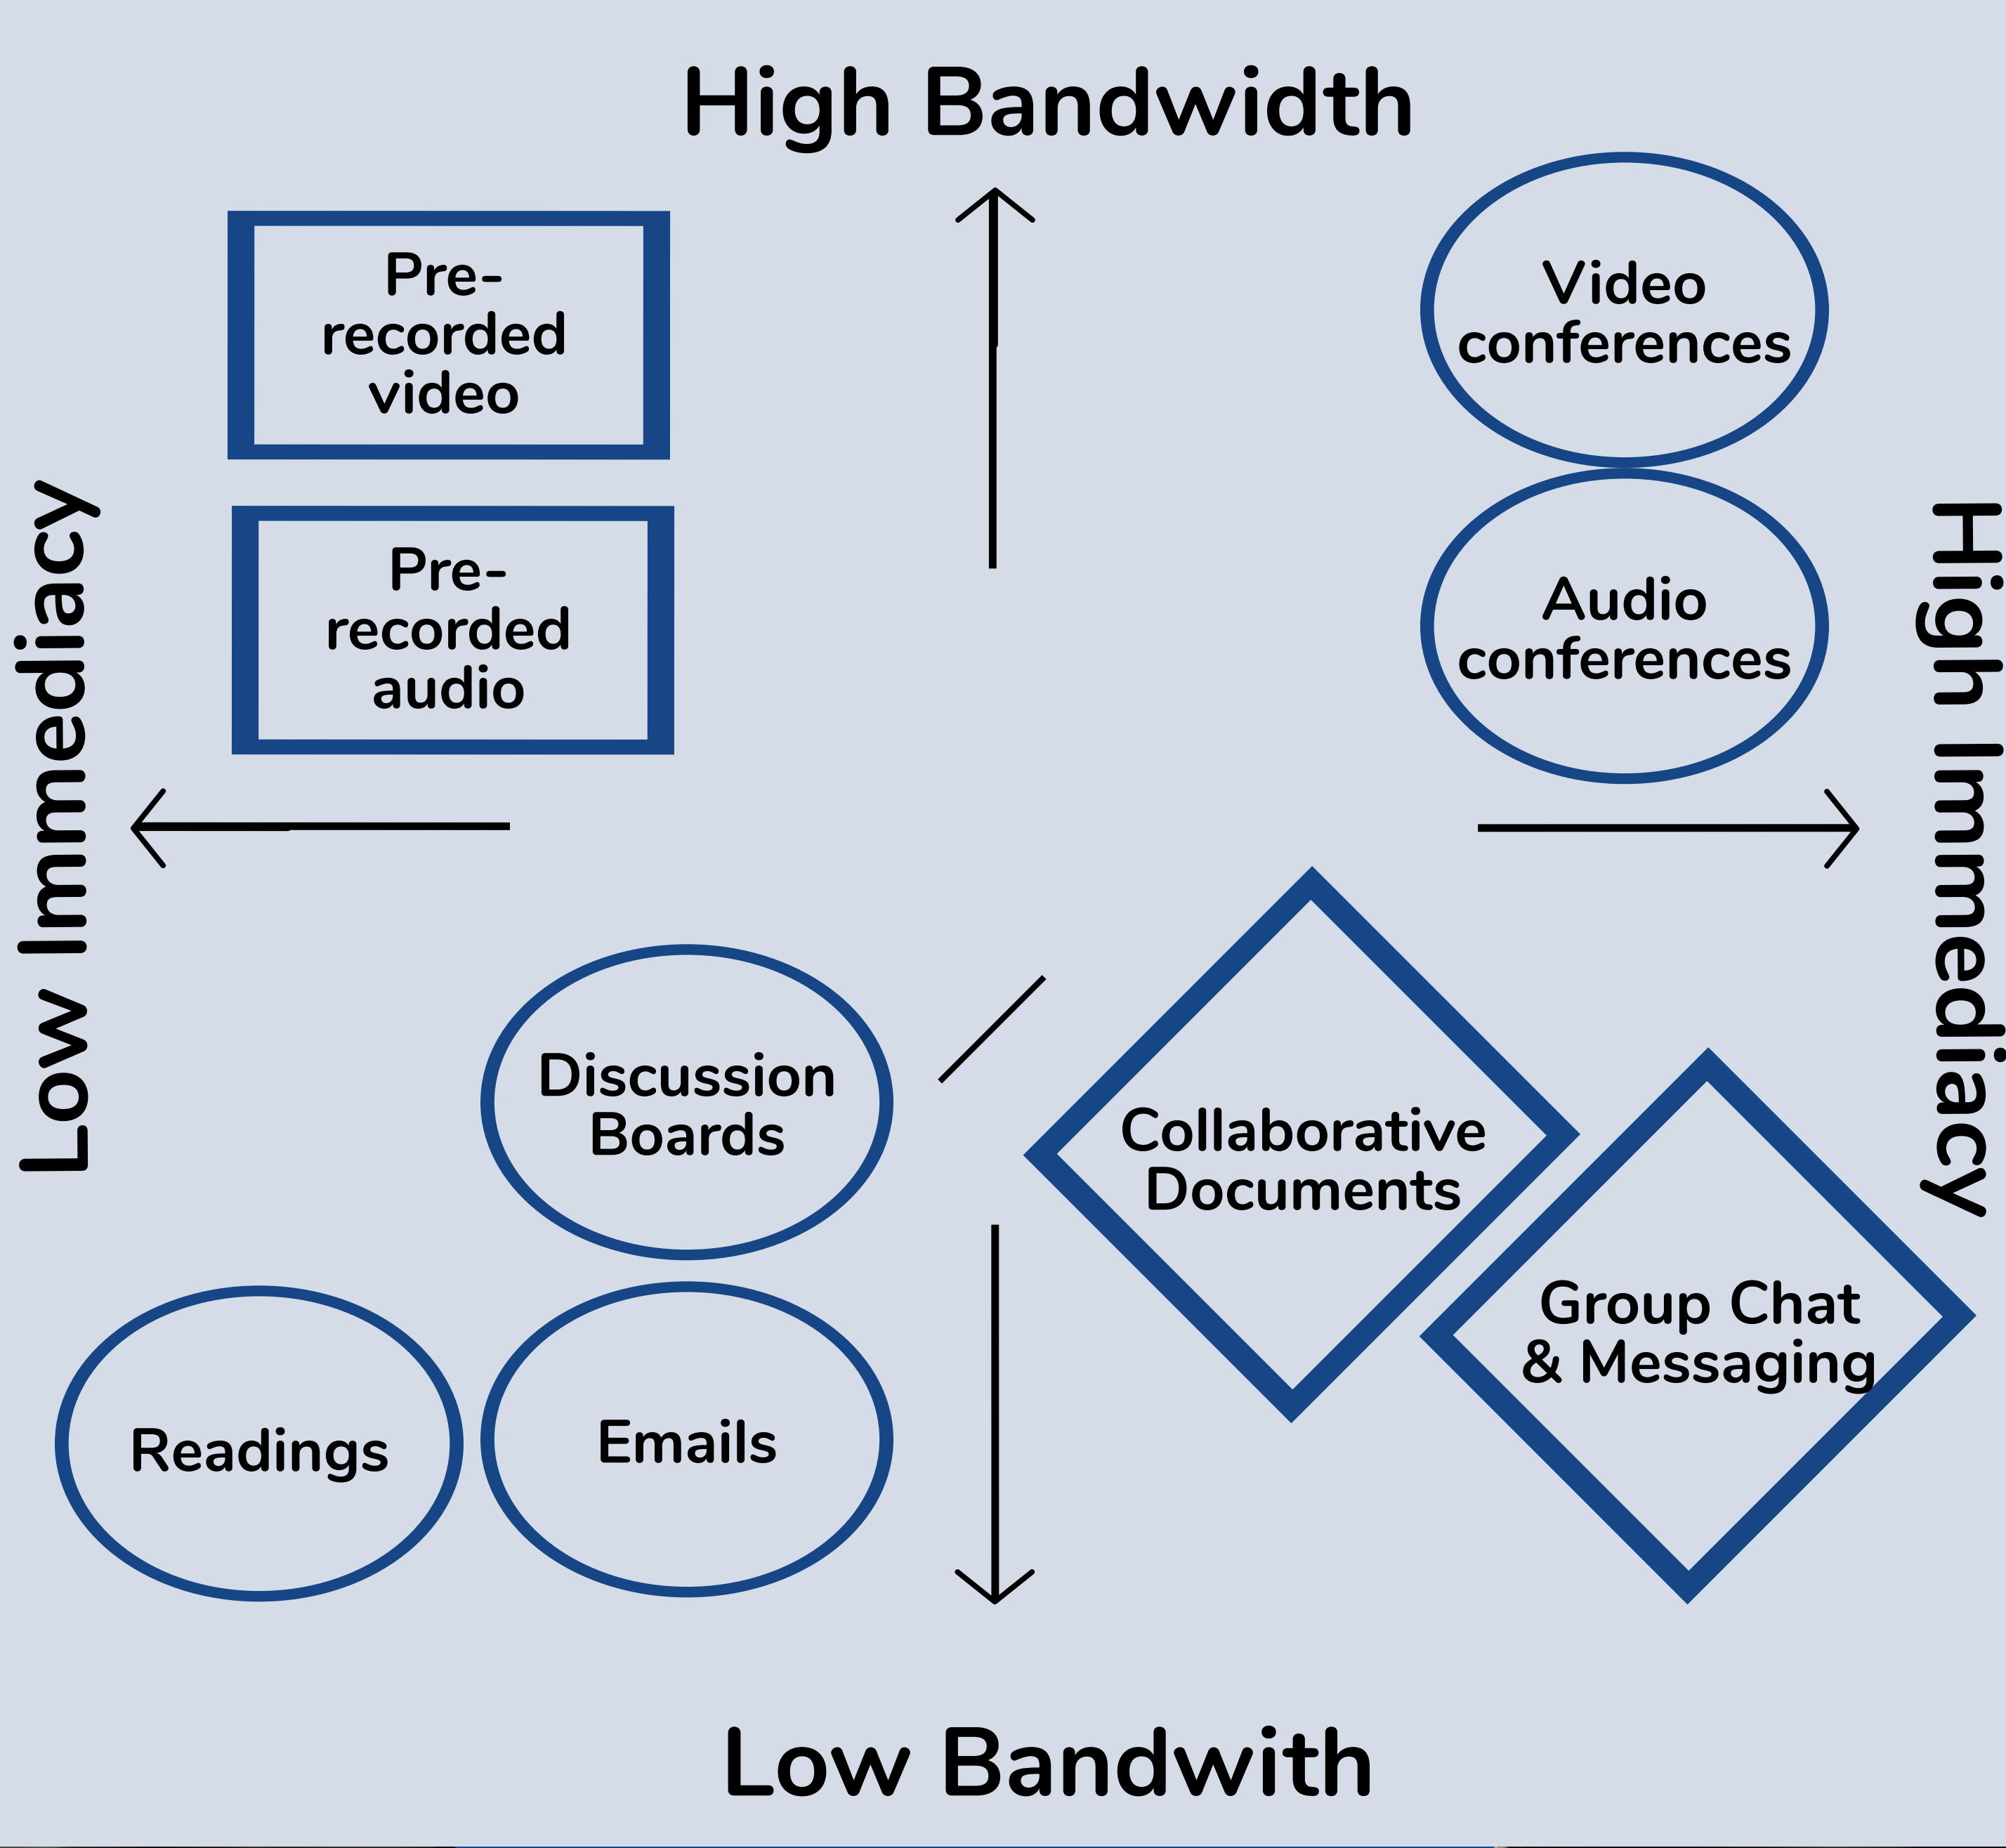 High Bandwidth
Pre-
recorded
video
Video
conferences
Pre-
recorded
audio
Audio
conferences
Low Immediacy
High Immediacy
Discussion
Boards
Collaborative
Documents
Group Chat
& Messaging
Readings
Emails
Low Bandwith